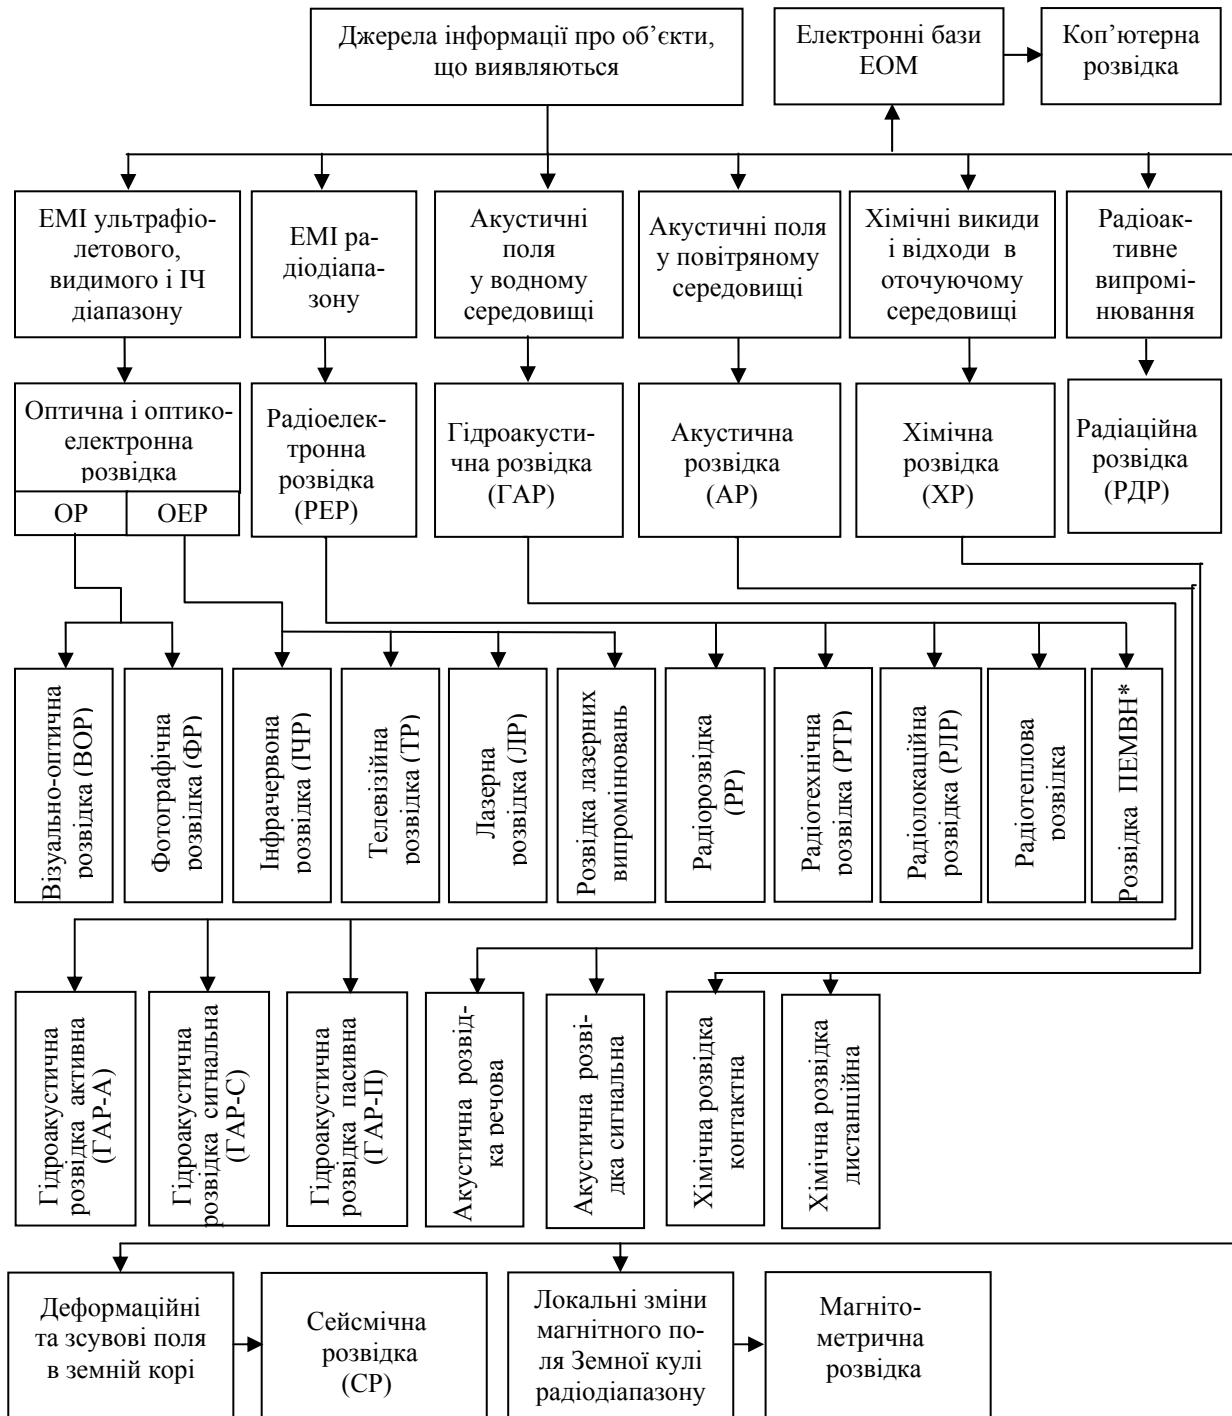 Джерела інформації про об’єкти,
що виявляються
Електронні бази
ЕОМ
Коп’ютерна
розвідка
ЕМІ ультрафіо-
летового,
видимого і ІЧ
діапазону
ЕМІ ра-
діодіапа-
зону
Акустичні
поля
у водному
середовищі
Акустичні поля
у повітряному
середовищі
Хімічні викиди
і відходи в
оточуючому
середовищі
Радіоак-
тивне
випромі-
нювання
Оптична і оптико-
електронна
розвідка
ОР
ОЕР
Радіоелек-
тронна
розвідка
(РЕР)
Гідроакусти-
чна розвідка
(ГАР)
Акустична
розвідка
(АР)
Хімічна
розвідка
(ХР)
Радіаційна
розвідка
(РДР)
Візуально-оптична
розвідка (ВОР)
Фотографічна
розвідка (ФР)
Інфрачервона
розвідка (ІЧР)
Телевізійна
розвідка (ТР)
Лазерна
розвідка (ЛР)
Розвідка лазерних
випромінювань
Радіорозвідка
(РР)
Радіотехнічна
розвідка (РТР)
Радіолокаційна
розвідка (РЛР)
Радіотеплова
розвідка
Розвідка ПЕМВН*
Гідроакустична
розвідка активна
(ГАР-А)
Гідроакустична
розвідка сигнальна
(ГАР-С)
Гідроакустична
розвідка пасивна
(ГАР-П)
Акустична розвід-
ка речова
Акустична розві-
дка сигнальна
Хімічна розвідка
контактна
Хімічна розвідка
дистанційна
Деформаційні
та зсувові поля
в земній корі
Сейсмічна
розвідка
(СР)
Локальні зміни
магнітного по-
ля Земної кулі
радіодіапазону
Магніто-
метрична
розвідка